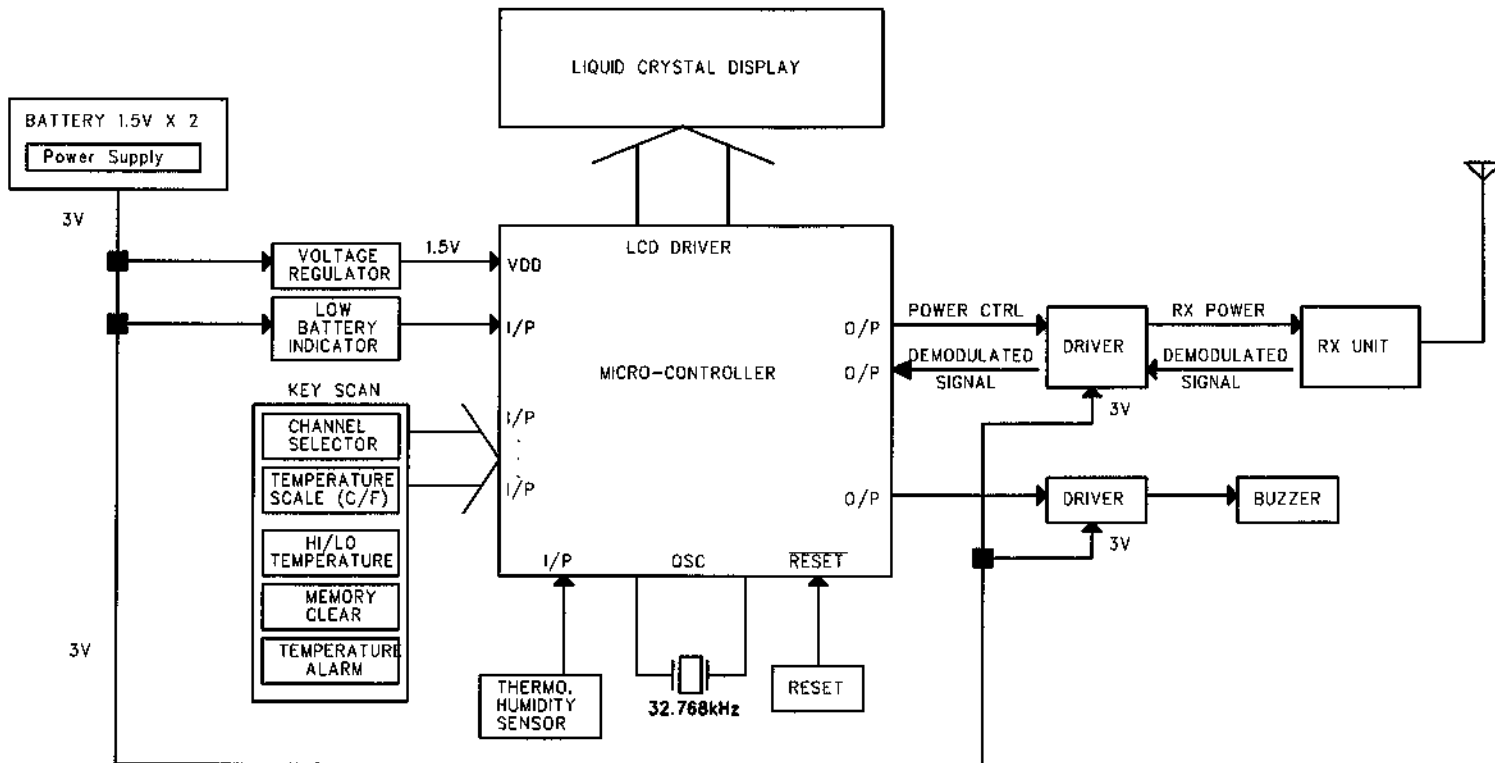 LIQUID CRYSTAL DISPLAY
BATTERY 1.5V X 2
Power Supply
3V
VOLTAGE
REGULATOR
1.5V
VDD
LCD DRIVER
LOW
BATTERY
INDICATOR
I/P
O/P
POWER CTRL
DRIVER
RX POWER
RX UNIT
MICRO-CONTROLLER
O/P
DEMODULATED
SIGNAL
DEMODULATED
SIGNAL
3V
KEY SCAN
CHANNEL
SELECTOR
TEMPERATURE
SCALE (C/F)
HI/LO
TEMPERATURE
MEMORY
CLEAR
TEMPERATURE
ALARM
I/P
I/P
O/P
DRIVER
BUZZER
3V
I/P
OSC
RESET
3V
THERMO,
HUMIDITY
SENSOR
32.768kHz
RESET